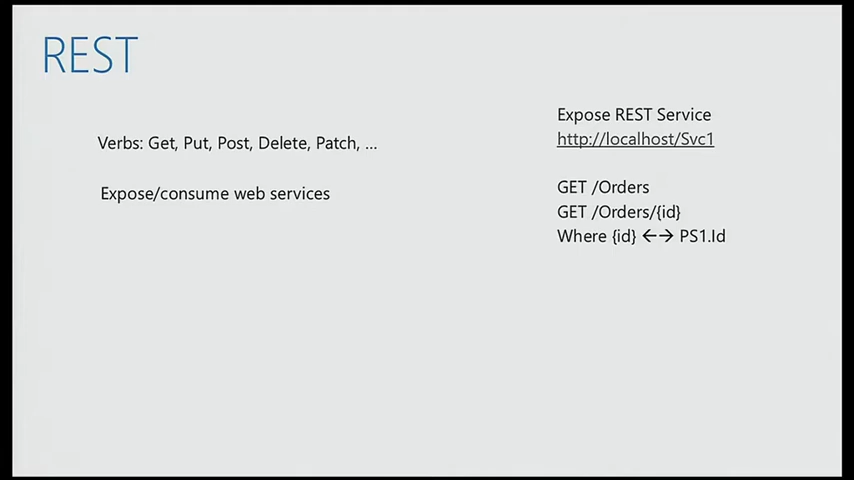 REST
Verbs: Get, Put, Post, Delete, Patch, ...
Expose/consume web services
Expose REST Service
http://localhost/Svc1
GET /Orders
GET /Orders/{id}
Where {id} ←→ PS1.Id